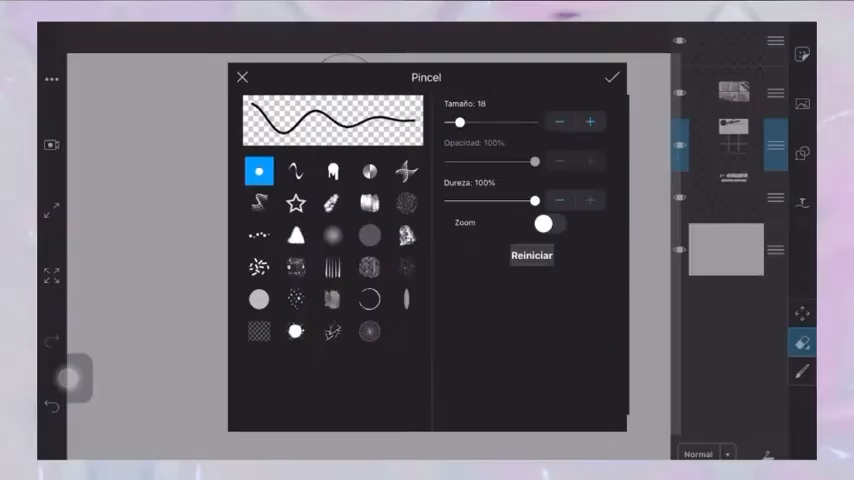 Pincel
Tamaño: 18
Opacidad: 100%
Dureza: 100%
Zoom
Reiniciar
Normal